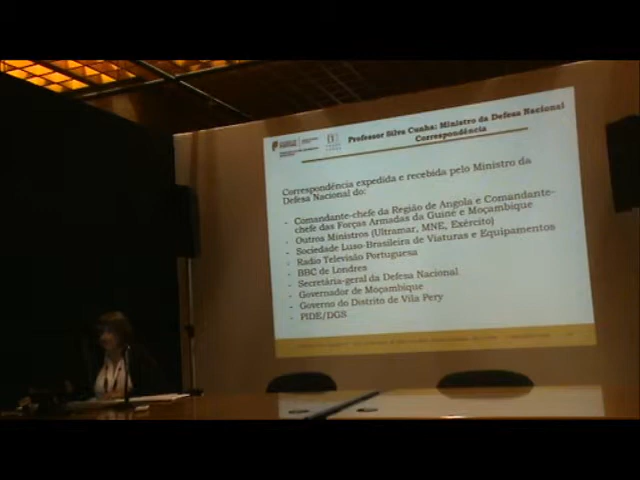 Professor Silva Cunha: Ministro da Defesa Nacional
Correspondência
Correspondência expedida e recebida pelo Ministro da
Defesa Nacional do:
- Comandante-chefe da Região de Angola e Comandante-
chefe das Forças Armadas da Guiné e Moçambique
- Outros Ministros (Ultramar, MNE, Exército)
- Sociedade Luso-Brasileira de Viaturas e Equipamentos
- Radio Televisão Portuguesa
- BBC de Londres
- Secretária-geral da Defesa Nacional
- Governador de Moçambique
- Governo do Distrito de Vila Pery
- PIDE/DGS